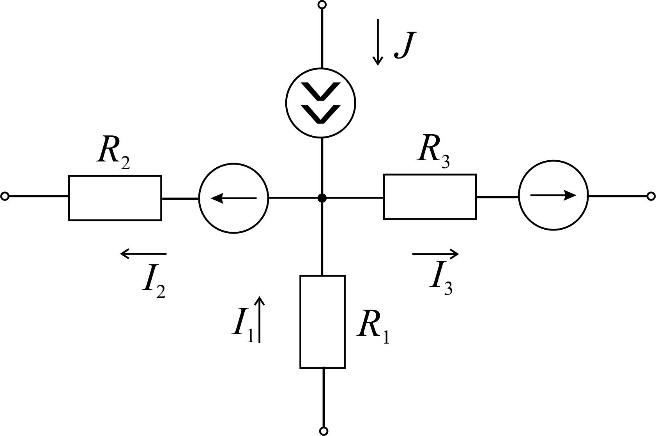 J
R₂
R₃
I₂
I₃
I₁
R₁